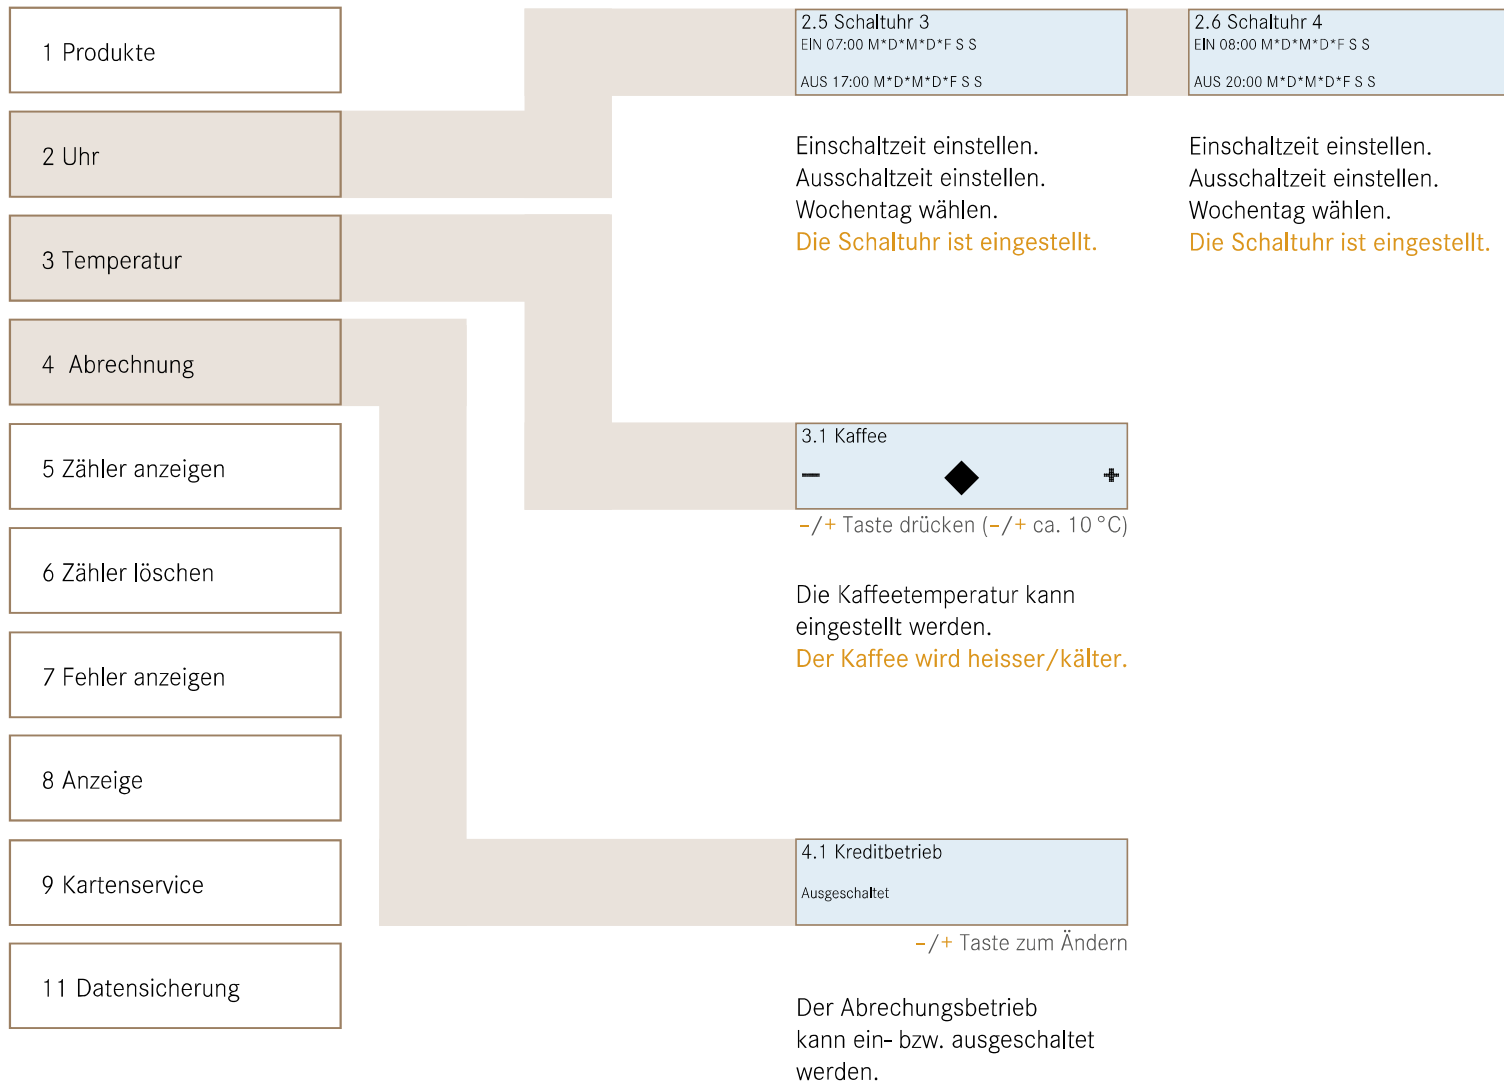 1 Produkte
2 Uhr
3 Temperatur
4 Abrechnung
5 Zähler anzeigen
6 Zähler löschen
7 Fehler anzeigen
8 Anzeige
9 Kartenservice
11 Datensicherung
2.5 Schaltuhr 3
EIN 07:00 M*D*M*D*F S S
AUS 17:00 M*D*M*D*F S S
Einschaltzeit einstellen.
Ausschaltzeit einstellen.
Wochentag wählen.
Die Schaltuhr ist eingestellt.
2.6 Schaltuhr 4
EIN 08:00 M*D*M*D*F S S
AUS 20:00 M*D*M*D*F S S
Einschaltzeit einstellen.
Ausschaltzeit einstellen.
Wochentag wählen.
Die Schaltuhr ist eingestellt.
3.1 Kaffee
– +
–/+ Taste drücken (–/+ ca. 10 °C)
Die Kaffeetemperatur kann
eingestellt werden.
Der Kaffee wird heisser/kälter.
4.1 Kreditbetrieb
Ausgeschaltet
–/+ Taste zum Ändern
Der Abrechungsbetrieb
kann ein- bzw. ausgeschaltet
werden.